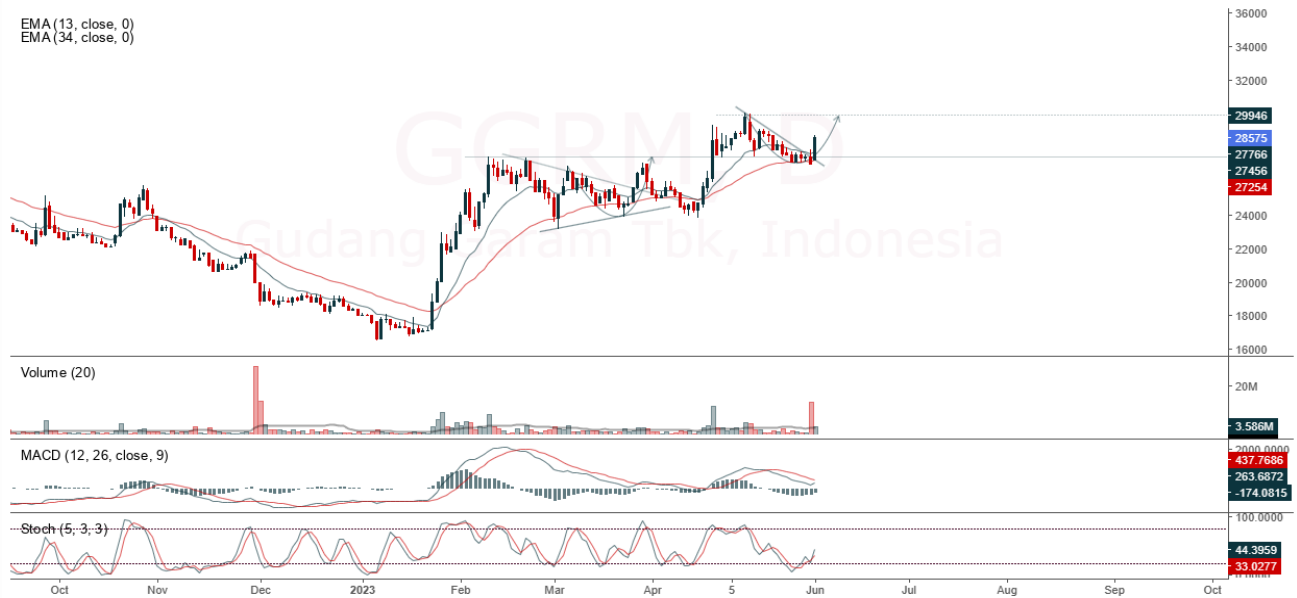 EMA (13, close, 0)
EMA (34, close, 0)
GGRM, D
Gudang Garam Tbk, Indonesia
36000
34000
32000
29946
28575
27766
27456
27254
24000
22000
20000
18000
16000
Volume (20)
20M
3.586M
MACD (12, 26, close, 9)
2000.0000
437.7686
263.6872
-174.0815
Stoch (5, 3, 3)
100.0000
44.3959
33.0277
Oct Nov Dec 2023 Feb Mar Apr 5 Jun Jul Aug Sep Oct